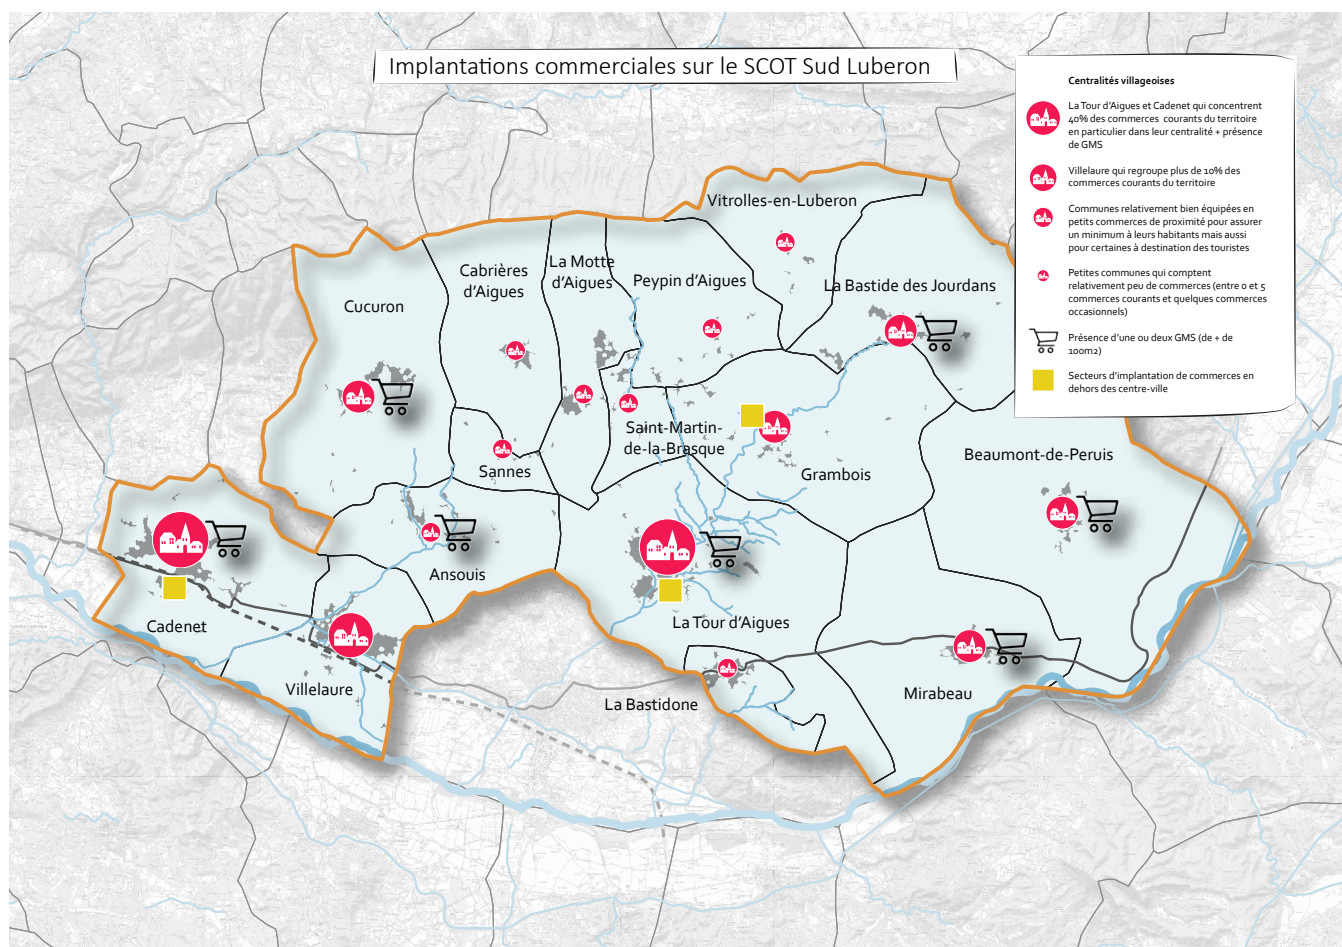 Implantations commerciales sur le SCOT Sud Luberon
Centralités villageoises
La Tour d'Aigues et Cadenet qui concentrent
40% des commerces courants du territoire
en particulier dans leur centralité + présence
de GMS
Villelaure qui regroupe plus de 10% des
commerces courants du territoire
Communes relativement bien équipées en
petits commerces de proximité pour assurer
un minimum à leurs habitants mais aussi
pour certaines à destination des touristes
Petites communes qui comptent
relativement peu de commerces (entre 0 et 5
commerces courants et quelques commerces
occasionnels)
Présence d'une ou deux GMS (de + de
100m2)
Secteurs d'implantation de commerces en
dehors des centre-ville
Vitrolles-en-Luberon
La Motte
d'Aigues
Cabrières
d'Aigues
Peypin d'Aigues
La Bastide des Jourdans
Cucuron
Saint-Martin-
de-la-Brasque
Sannes
Grambois
Beaumont-de-Peruis
Ansouis
Cadenet
La Tour d'Aigues
Villelaure
La Bastidone
Mirabeau